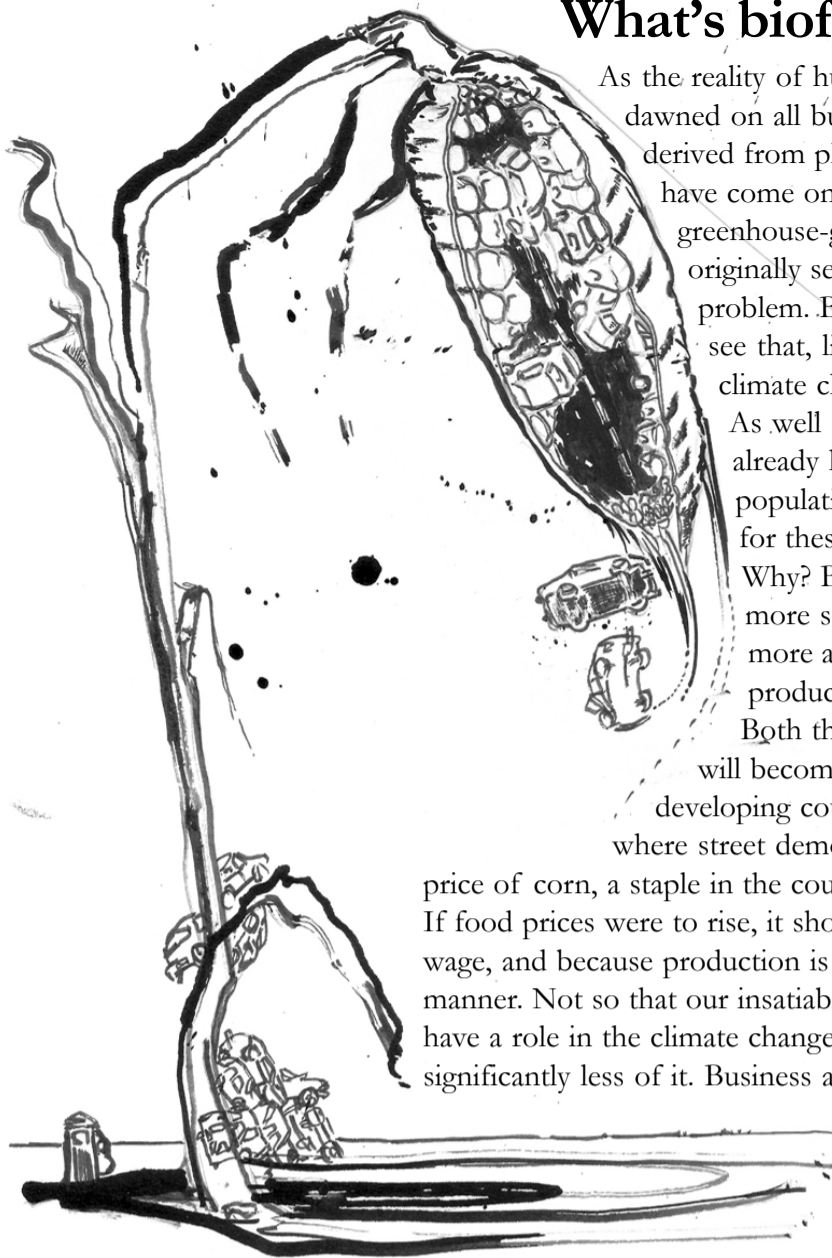 What's biof
As the reality of hu
dawned on all bu
derived from pl
have come on
greenhouse-g
originally se
problem. B
see that, li
climate cl
As well
already l
populati
for thes
Why? B
more s
more a
produc
Both th
will becom
developing cou
where street demo
price of corn, a staple in the cou
If food prices were to rise, it sho
wage, and because production is
manner. Not so that our insatiab
have a role in the climate change
significantly less of it. Business a